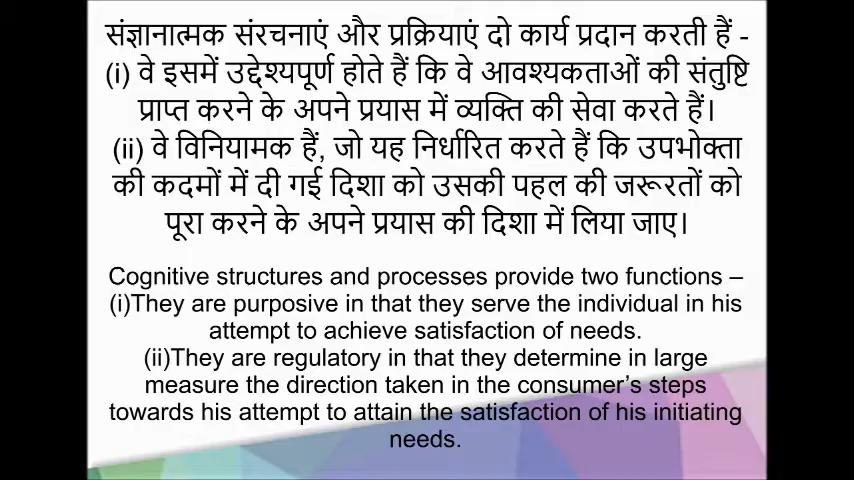 संज्ञानात्मक संरचनाएं और प्रक्रियाएं दो कार्य प्रदान करती हैं -
(i) वे इसमें उद्देश्यपूर्ण होते हैं कि वे आवश्यकताओं की संतुष्टि
प्राप्त करने के अपने प्रयास में व्यक्ति की सेवा करते हैं।
(ii) वे विनियामक हैं, जो यह निर्धारित करते हैं कि उपभोक्ता
की कदमों में दी गई दिशा को उसकी पहल की जरूरतों को
पूरा करने के अपने प्रयास की दिशा में लिया जाए।
Cognitive structures and processes provide two functions –
(i)They are purposive in that they serve the individual in his
attempt to achieve satisfaction of needs.
(ii)They are regulatory in that they determine in large
measure the direction taken in the consumer’s steps
towards his attempt to attain the satisfaction of his initiating
needs.